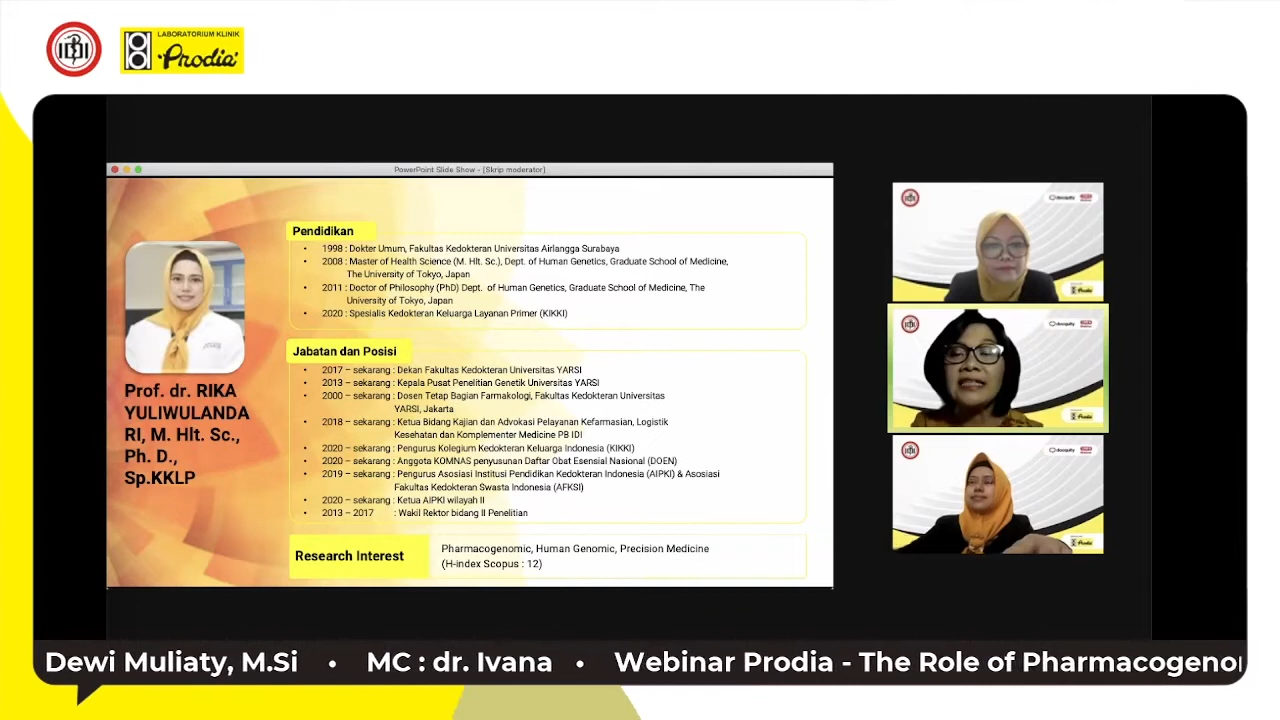 IDI
LABORATORIUM KLINIK
Prodia
PowerPoint Slide Show - [Skrip moderator]
Pendidikan
• 1998 : Dokter Umum, Fakultas Kedokteran Universitas Airlangga Surabaya
• 2008 : Master of Health Science (M. Hlt. Sc.), Dept. of Human Genetics, Graduate School of Medicine,
The University of Tokyo, Japan
• 2011 : Doctor of Philosophy (PhD) Dept. of Human Genetics, Graduate School of Medicine, The
University of Tokyo, Japan
• 2020 : Spesialis Kedokteran Keluarga Layanan Primer (KIKKI)
Prof. dr. RIKA
YULIWULANDA
RI, M. Hlt. Sc.,
Ph. D.,
Sp.KKLP
Jabatan dan Posisi
• 2017 – sekarang : Dekan Fakultas Kedokteran Universitas YARSI
• 2013 – sekarang : Kepala Pusat Penelitian Genetik Universitas YARSI
• 2000 – sekarang : Dosen Tetap Bagian Farmakologi, Fakultas Kedokteran Universitas
YARSI, Jakarta
• 2018 – sekarang : Ketua Bidang Kajian dan Advokasi Pelayanan Kefarmasian, Logistik
Kesehatan dan Komplementer Medicine PB IDI
• 2020 – sekarang : Pengurus Kolegium Kedokteran Keluarga Indonesia (KIKKI)
• 2020 – sekarang : Anggota KOMNAS penyusunan Daftar Obat Esensial Nasional (DOEN)
• 2019 – sekarang : Pengurus Asosiasi Institusi Pendidikan Kedokteran Indonesia (AIPKI) & Asosiasi
Fakultas Kedokteran Swasta Indonesia (AFKSI)
• 2020 – sekarang : Ketua AIPKI wilayah II
• 2013 – 2017 : Wakil Rektor bidang II Penelitian
Research Interest
Pharmacogenomic, Human Genomic, Precision Medicine
(H-index Scopus : 12)
docquity
Prodia
docquity
Prodia
docquity
Prodia
Dewi Muliaty, M.Si • MC : dr. Ivana • Webinar Prodia - The Role of Pharmacogeno